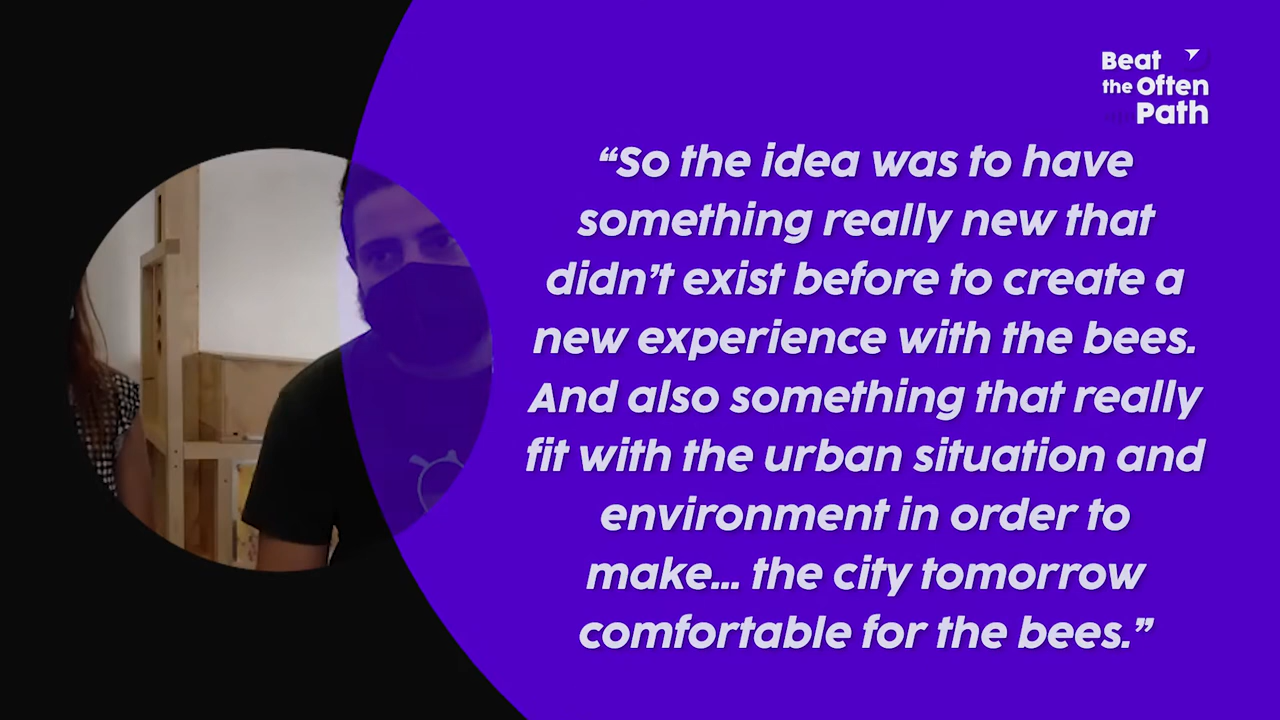 Beat
the Often
Path
“So the idea was to have
something really new that
didn’t exist before to create a
new experience with the bees.
And also something that really
fit with the urban situation and
environment in order to
make... the city tomorrow
comfortable for the bees.”